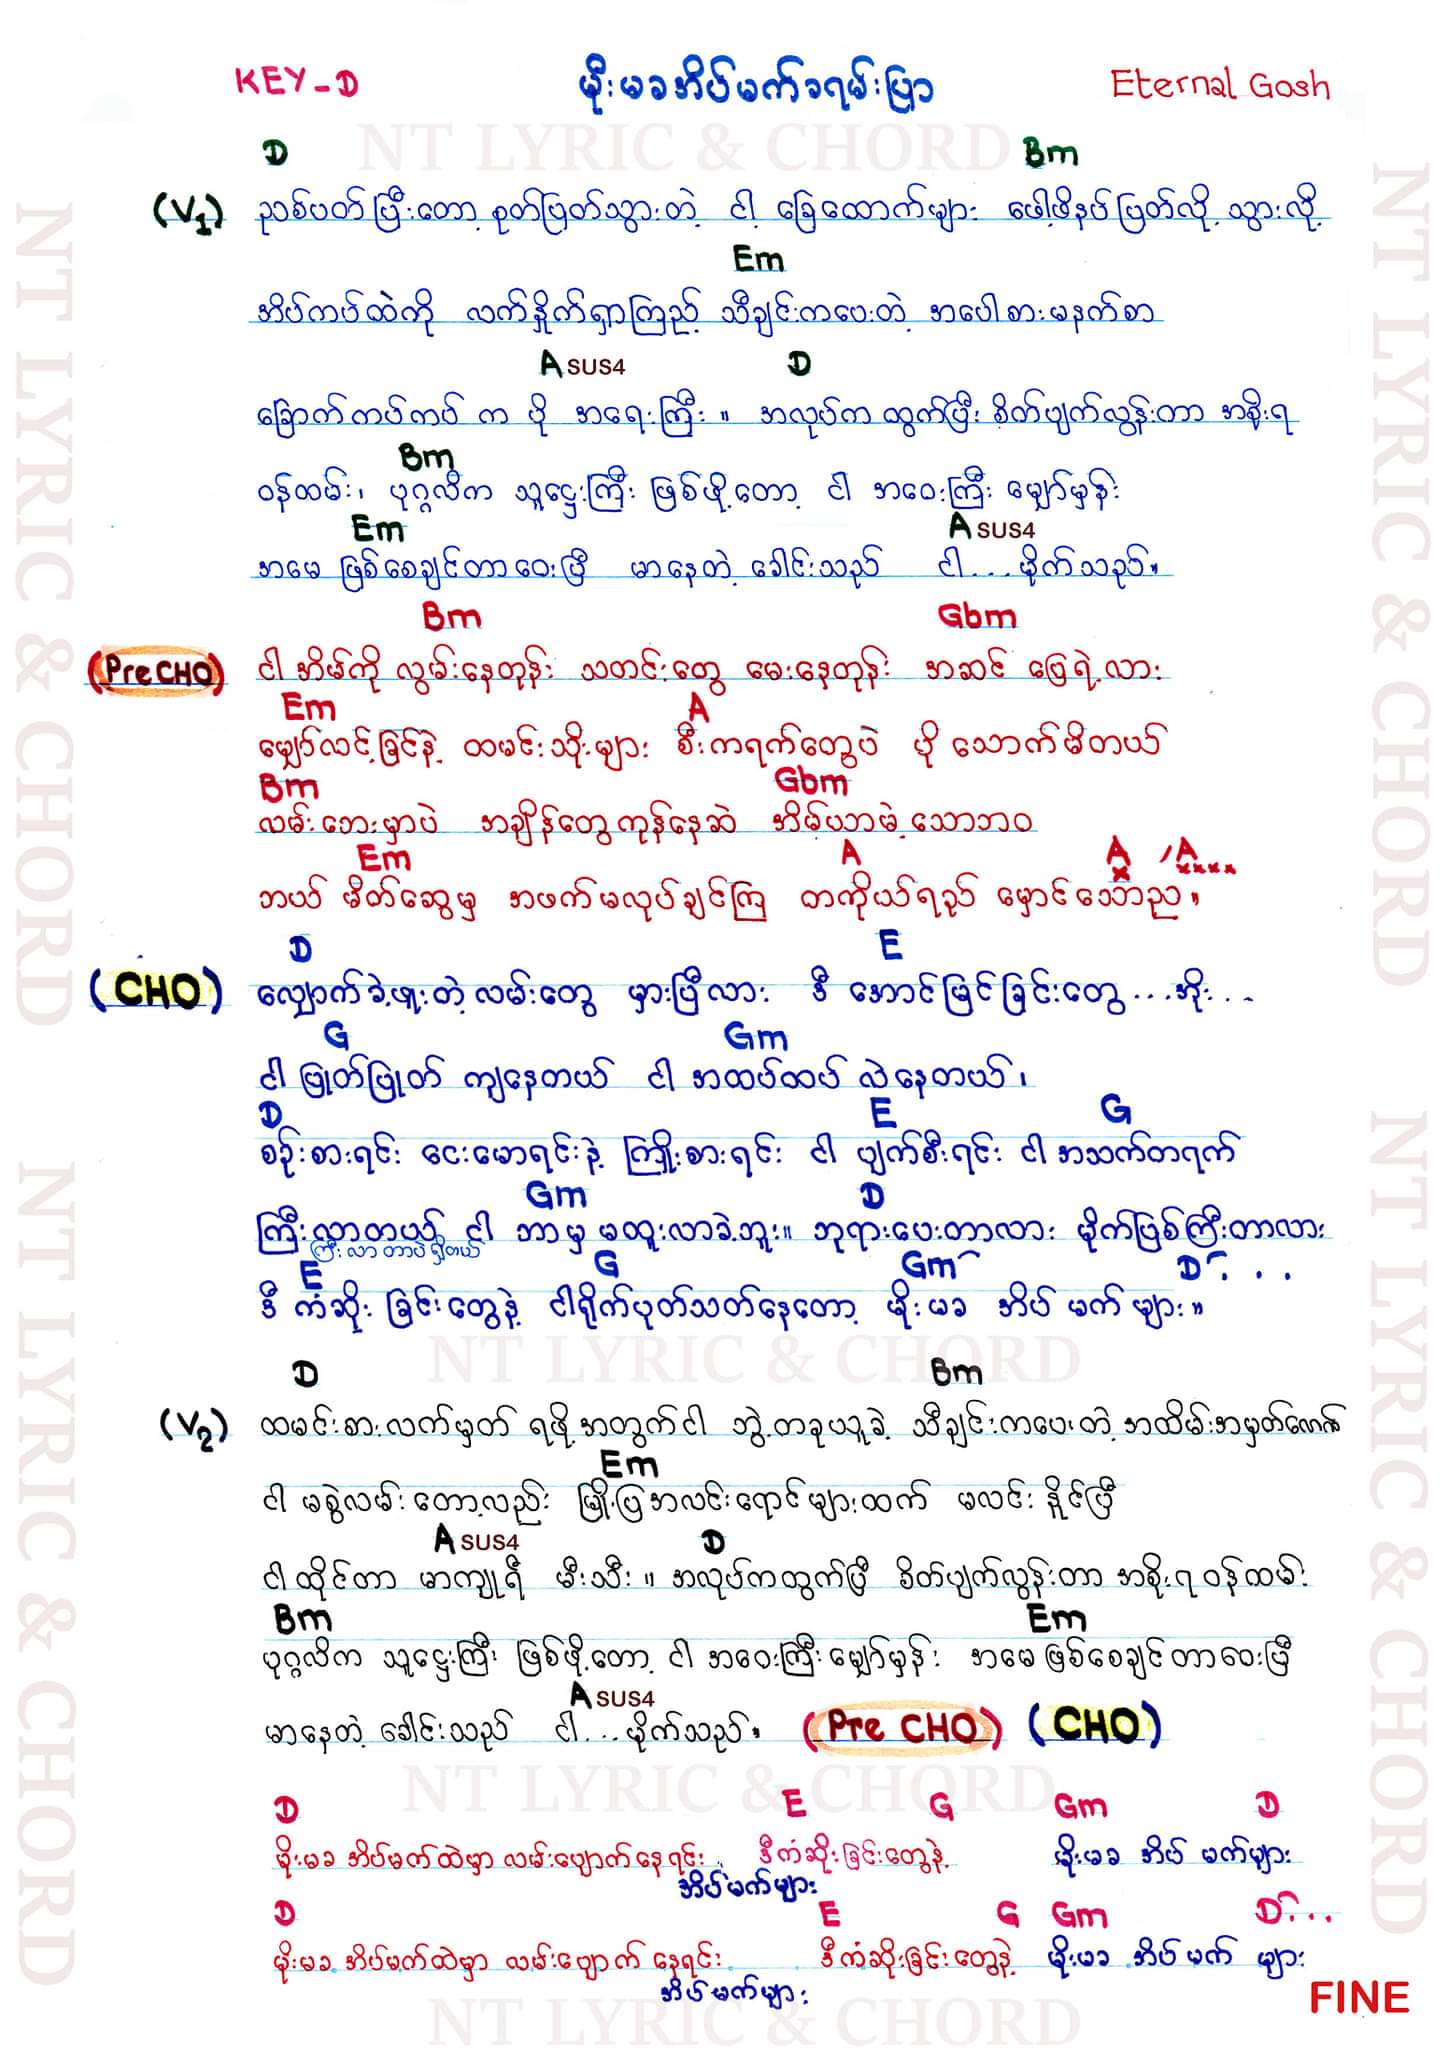 KEY-D မိုးမခအိပ်မက်ခရမ်းပြာ Eternal Gosh
NT LYRIC & CHORD
D Bm
(V1) ညစ်ပတ်ပြီးတော့ စုတ်ပြတ်သွားတဲ့ ငါ့ ခြေထောက်များ ဖေါ့ဖိနပ်ပြတ်လို့ သွားလို့
Em
အိပ်ကပ်ထဲကို လက်နှိုက်ရှာကြည့် သီချင်းကပေးတဲ့ အပေါစားမနက်စာ
A SUS4 D
ခြောက်ကပ်ကပ် က ပို အရေးကြီး ။ အလုပ်က ထွက်ပြီး စိတ်ပျက်လွန်းတာ အစိုးရ
Bm
ဝန်ထမ်း၊ ပုဂ္ဂလိက သူဌေးကြီး ဖြစ်ဖို့တော့ ငါ အဝေးကြီး မျှော်မှန်း
Em A SUS4
အမေ ဖြစ်စေချင်တာဝေးပြီ မာနေတဲ့ ခေါင်းသည် ငါ... မိုက်သည်။
Bm Gbm
(Pre CHO) ငါ အိမ်ကို လွမ်းနေတုန်း သတင်းတွေ မေးနေတုန်း အဆင် ပြေရဲ့လား
Em A
မျှော်လင့်ခြင်နဲ့ ထမင်းသိုးများ စီးကရက်တွေပဲ ပို သောက်မိတယ်
Bm Gbm
လမ်းဘေးမှာပဲ အချိန်တွေကုန်နေဆဲ အိမ်ပြာမဲ့သောဘဝ
Em A A / A
ဘယ် မိတ်ဆွေမှ အဖက်မလုပ်ချင်ကြ တကိုယ်ရည် မှောင်သောည။
D E
(CHO) လျှောက်ခဲ့ဖူးတဲ့ လမ်းတွေ မှားပြီလား ဒီ အောင်မြင်ခြင်းတွေ...အိုး...
G Gm
ငါ ပြုတ်ပြုတ် ကျနေတယ် ငါ အထပ်ထပ် လဲနေတယ်၊
D E G
စဉ်းစားရင်း ငေးမောရင်းနဲ့ ကြိုးစားရင်း ငါ ပျက်စီးရင်း ငါ အသက်တရက်
Gm D
ကြီးလာတယ် ငါ ဘာမှ မထူးလာခဲ့ဘူး။ ဘုရားပေးတာလား မိုက်ဖြစ်ကြီးတာလား
ကြီးလာတာပဲရှိတယ်
E G Gm D...
ဒီ ကံဆိုး ခြင်းတွေနဲ့ ငါရိုက်ပုတ်သတ်နေတော့ မိုးမခ အိပ် မက် များ။
NT LYRIC & CHORD
D Bm
(V2) ထမင်းစားလက်မှတ် ရဖို့အတွက်ငါ ဘွဲ့တခုယူခဲ့ သီချင်းကပေးတဲ့ အထိမ်းအမှတ်
Em
ငါ မစွဲလမ်းတော့လည်း မြို့ပြအလင်းရောင်များထက် မလင်းနိူင်ပြီ
A SUS4 D
ငါထိုင်တာ မာကျုရီ မီးသီး ။ အလုပ်ကထွက်ပြီ စိတ်ပျက်လွန်းတာ အစိုးရ ဝန်ထမ်း
Bm Em
ပုဂ္ဂလိက သူဌေးကြီး ဖြစ်ဖို့တော့ ငါ အဝေးကြီးမျှော်မှန်း အမေ ဖြစ်စေချင်တာဝေးပြီ
A SUS4
မာနေတဲ့ ခေါင်းသည် ငါ... မိုက်သည်။ (Pre CHO) (CHO)
NT LYRIC & CHORD
D E G Gm D
မိုးမခ အိပ်မက်ထဲမှာ လမ်းပျောက်နေရင်း ဒီကံဆိုးခြင်းတွေနဲ့ မိုးမခ အိပ် မက်များ
အိပ်မက်များ
D E G Gm D...
မိုးမခ အိပ်မက်ထဲမှာ လမ်းပျောက် နေရင်း ဒီကံဆိုးခြင်းတွေနဲ့ မိုးမခ အိပ် မက် များ
အိပ်မက်များ
FINE
NT LYRIC & CHORD
NT LYRIC & CHORD
NT LYRIC & CHORD
NT LYRIC & CHORD
NT LYRIC & CHORD